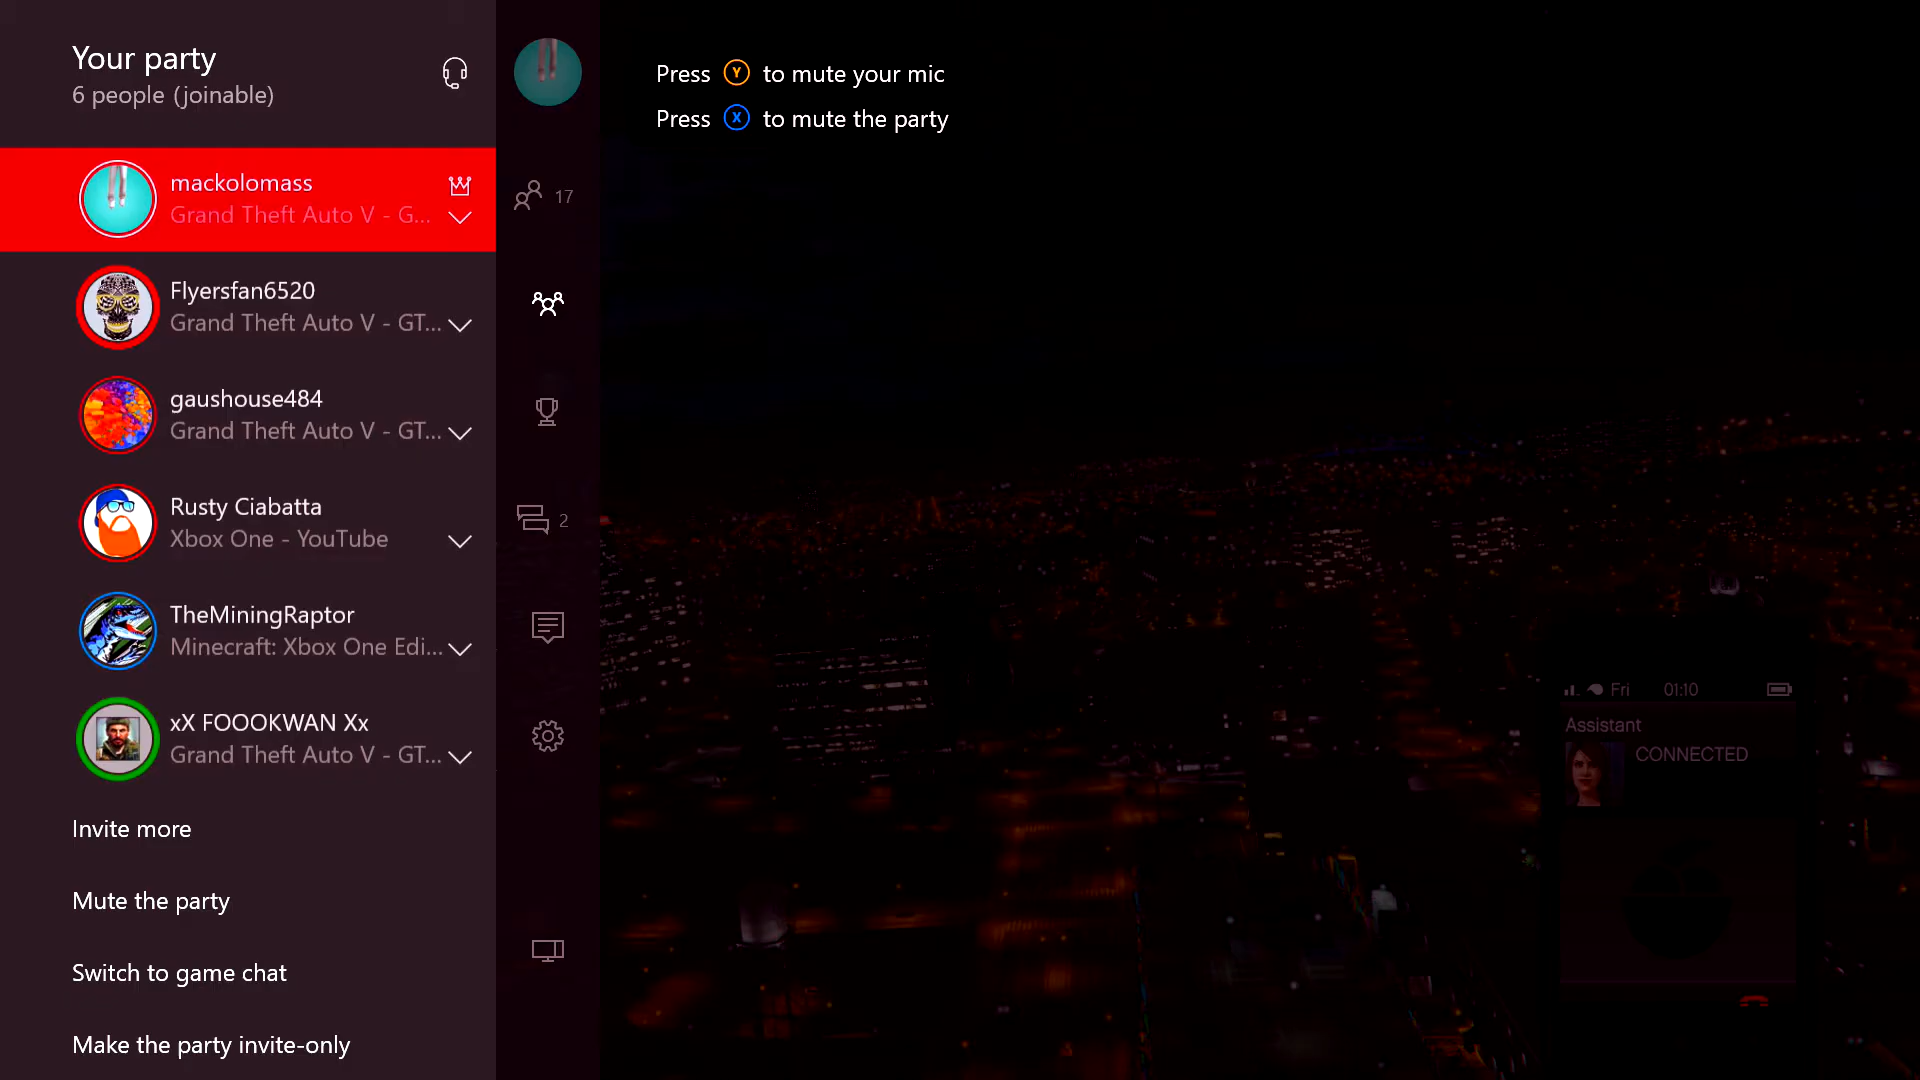 Your party
6 people (joinable)
mackolomass
Grand Theft Auto V - G...
Flyersfan6520
Grand Theft Auto V - GT...
gaushouse484
Grand Theft Auto V - GT...
Rusty Ciabatta
Xbox One - YouTube
TheMiningRaptor
Minecraft: Xbox One Edi...
xX FOOOKWAN Xx
Grand Theft Auto V - GT...
Invite more
Mute the party
Switch to game chat
Make the party invite-only
17
2
Press Y to mute your mic
Press X to mute the party
Fri 01:10
Assistant
CONNECTED